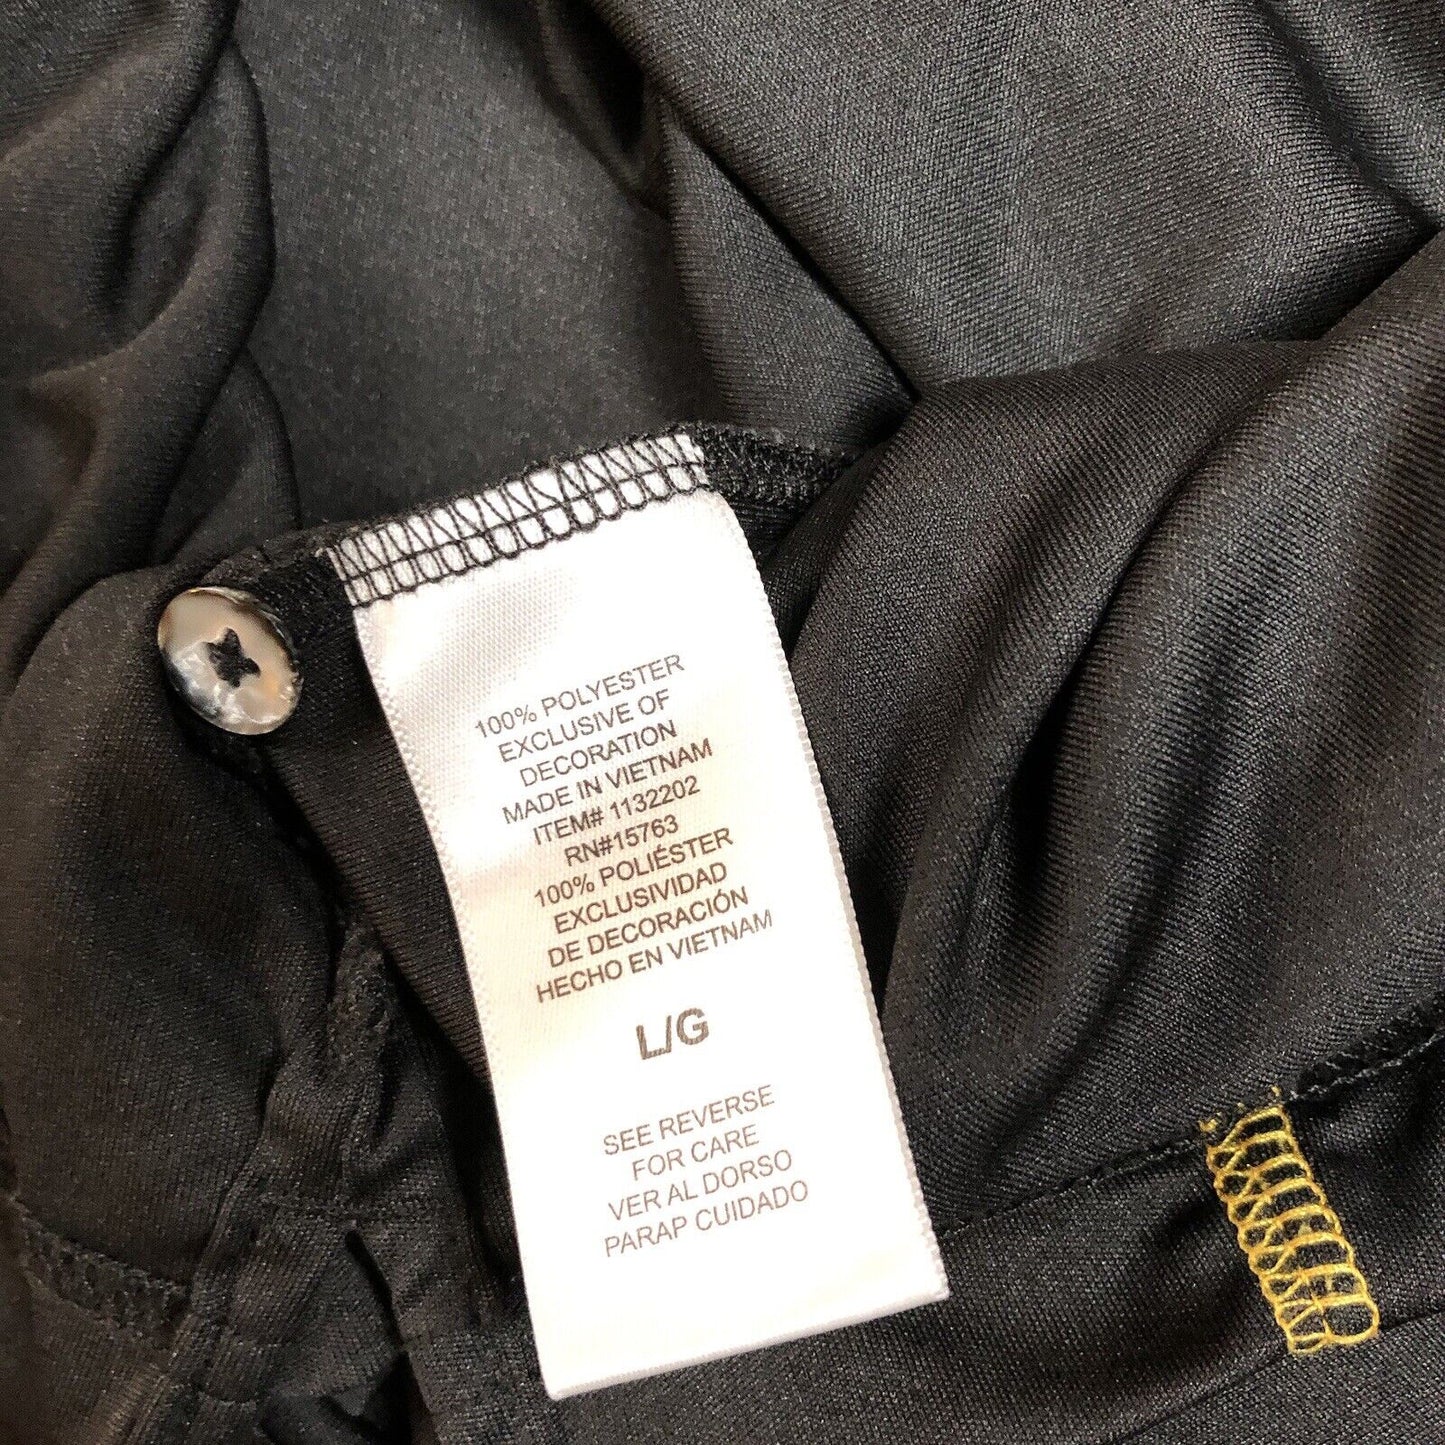 100% POLYESTER
EXCLUSIVE OF
DECORATION
MADE IN VIETNAM
ITEM# 1132202
RN#15763
100% POLIÉSTER
EXCLUSIVIDAD
DE DECORACIÓN
HECHO EN VIETNAM
L/G
SEE REVERSE
FOR CARE
VER AL DORSO
PARAP CUIDADO